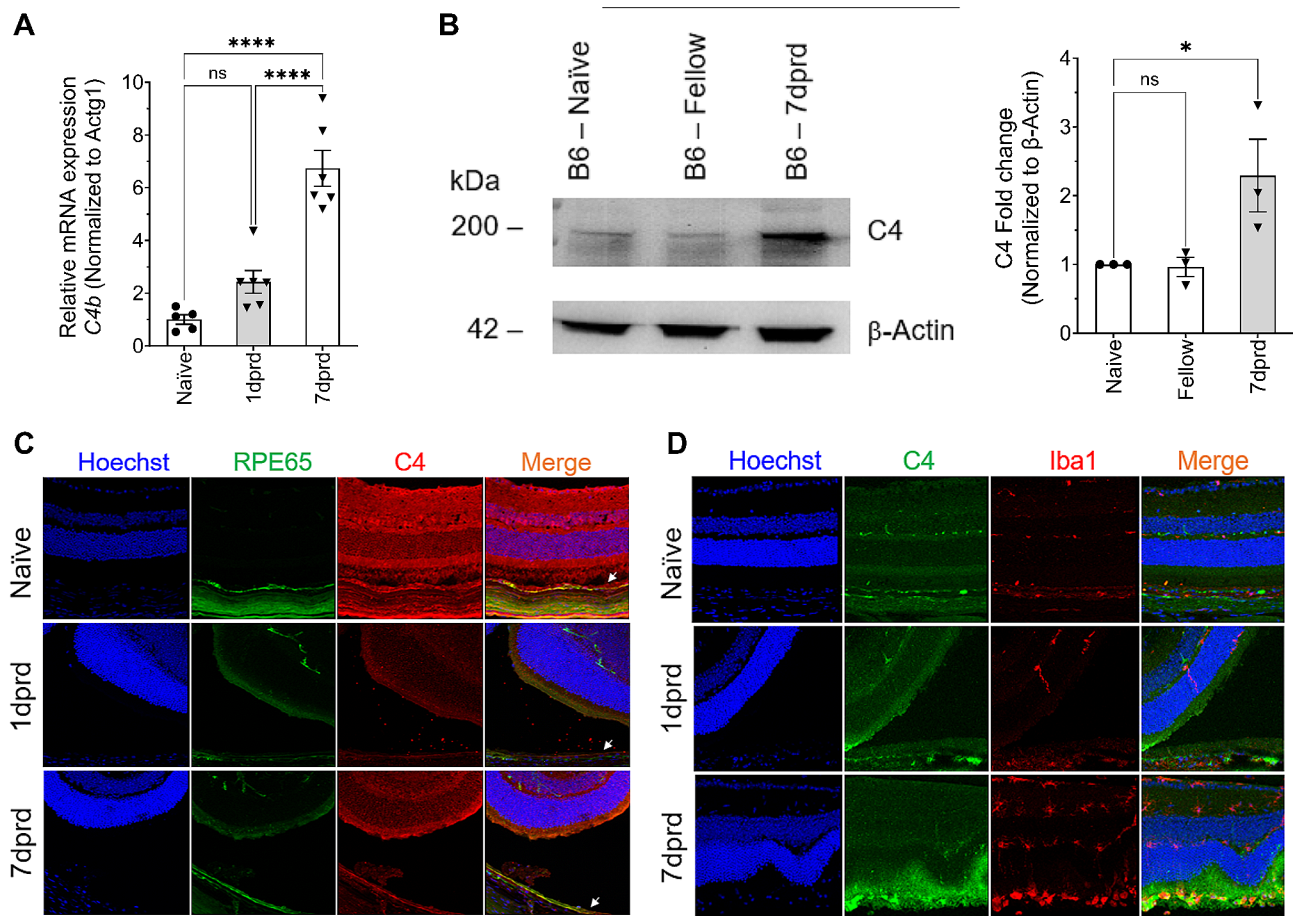 A
Relative mRNA expression
C4b (Normalized to Actg1)
****
ns
****
10
8
6
4
2
0
Naïve
1dprd
7dprd
B
B6 – Naïve
B6 – Fellow
B6 – 7dprd
kDa
200 –
C4
42 –
β-Actin
C4 Fold change
(Normalized to β-Actin)
*
ns
4
3
2
1
0
Naive
Fellow
7dprd
C
Hoechst
RPE65
C4
Merge
Naïve
1dprd
7dprd
D
Hoechst
C4
Iba1
Merge
Naïve
1dprd
7dprd